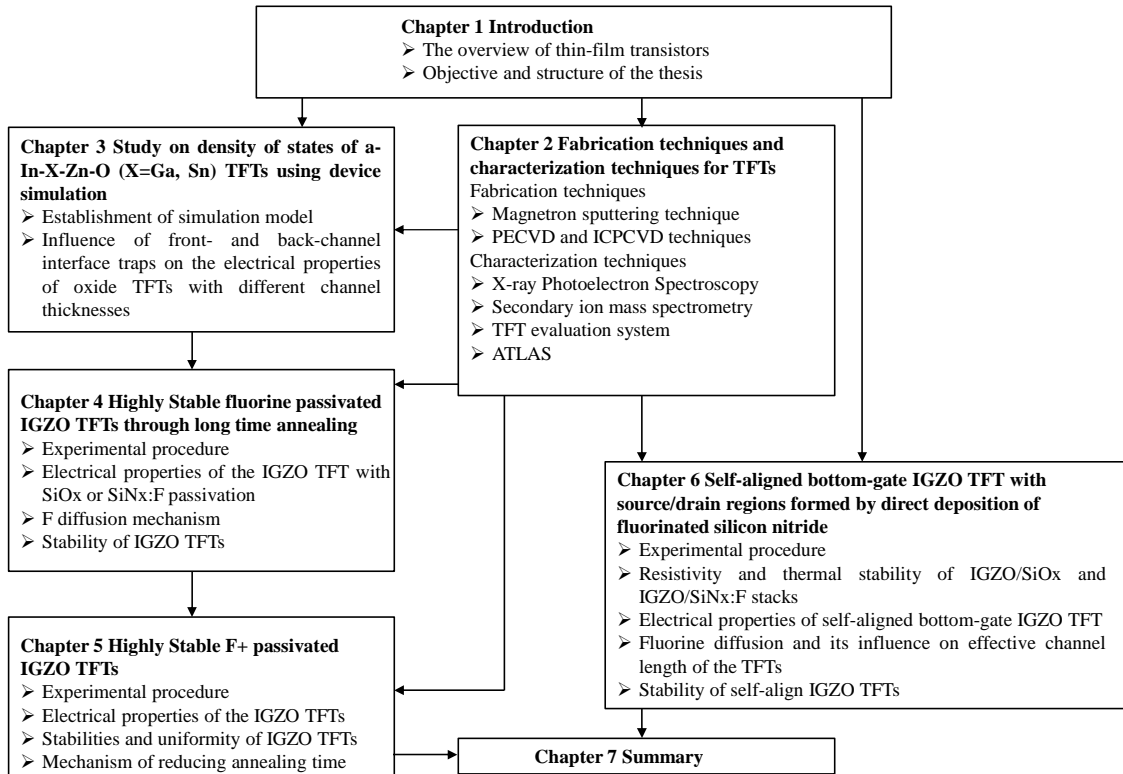 Chapter 1 Introduction
➢ The overview of thin-film transistors
➢ Objective and structure of the thesis
Chapter 3 Study on density of states of a-
In-X-Zn-O (X=Ga, Sn) TFTs using device
simulation
➢ Establishment of simulation model
➢ Influence of front- and back-channel
interface traps on the electrical properties
of oxide TFTs with different channel
thicknesses
Chapter 2 Fabrication techniques and
characterization techniques for TFTs
Fabrication techniques
➢ Magnetron sputtering technique
➢ PECVD and ICPCVD techniques
Characterization techniques
➢ X-ray Photoelectron Spectroscopy
➢ Secondary ion mass spectrometry
➢ TFT evaluation system
➢ ATLAS
Chapter 4 Highly Stable fluorine passivated
IGZO TFTs through long time annealing
➢ Experimental procedure
➢ Electrical properties of the IGZO TFT with
SiOx or SiNx:F passivation
➢ F diffusion mechanism
➢ Stability of IGZO TFTs
Chapter 6 Self-aligned bottom-gate IGZO TFT with
source/drain regions formed by direct deposition of
fluorinated silicon nitride
➢ Experimental procedure
➢ Resistivity and thermal stability of IGZO/SiOx and
IGZO/SiNx:F stacks
➢ Electrical properties of self-aligned bottom-gate IGZO TFT
➢ Fluorine diffusion and its influence on effective channel
length of the TFTs
➢ Stability of self-align IGZO TFTs
Chapter 5 Highly Stable F+ passivated
IGZO TFTs
➢ Experimental procedure
➢ Electrical properties of the IGZO TFTs
➢ Stabilities and uniformity of IGZO TFTs
➢ Mechanism of reducing annealing time
Chapter 7 Summary